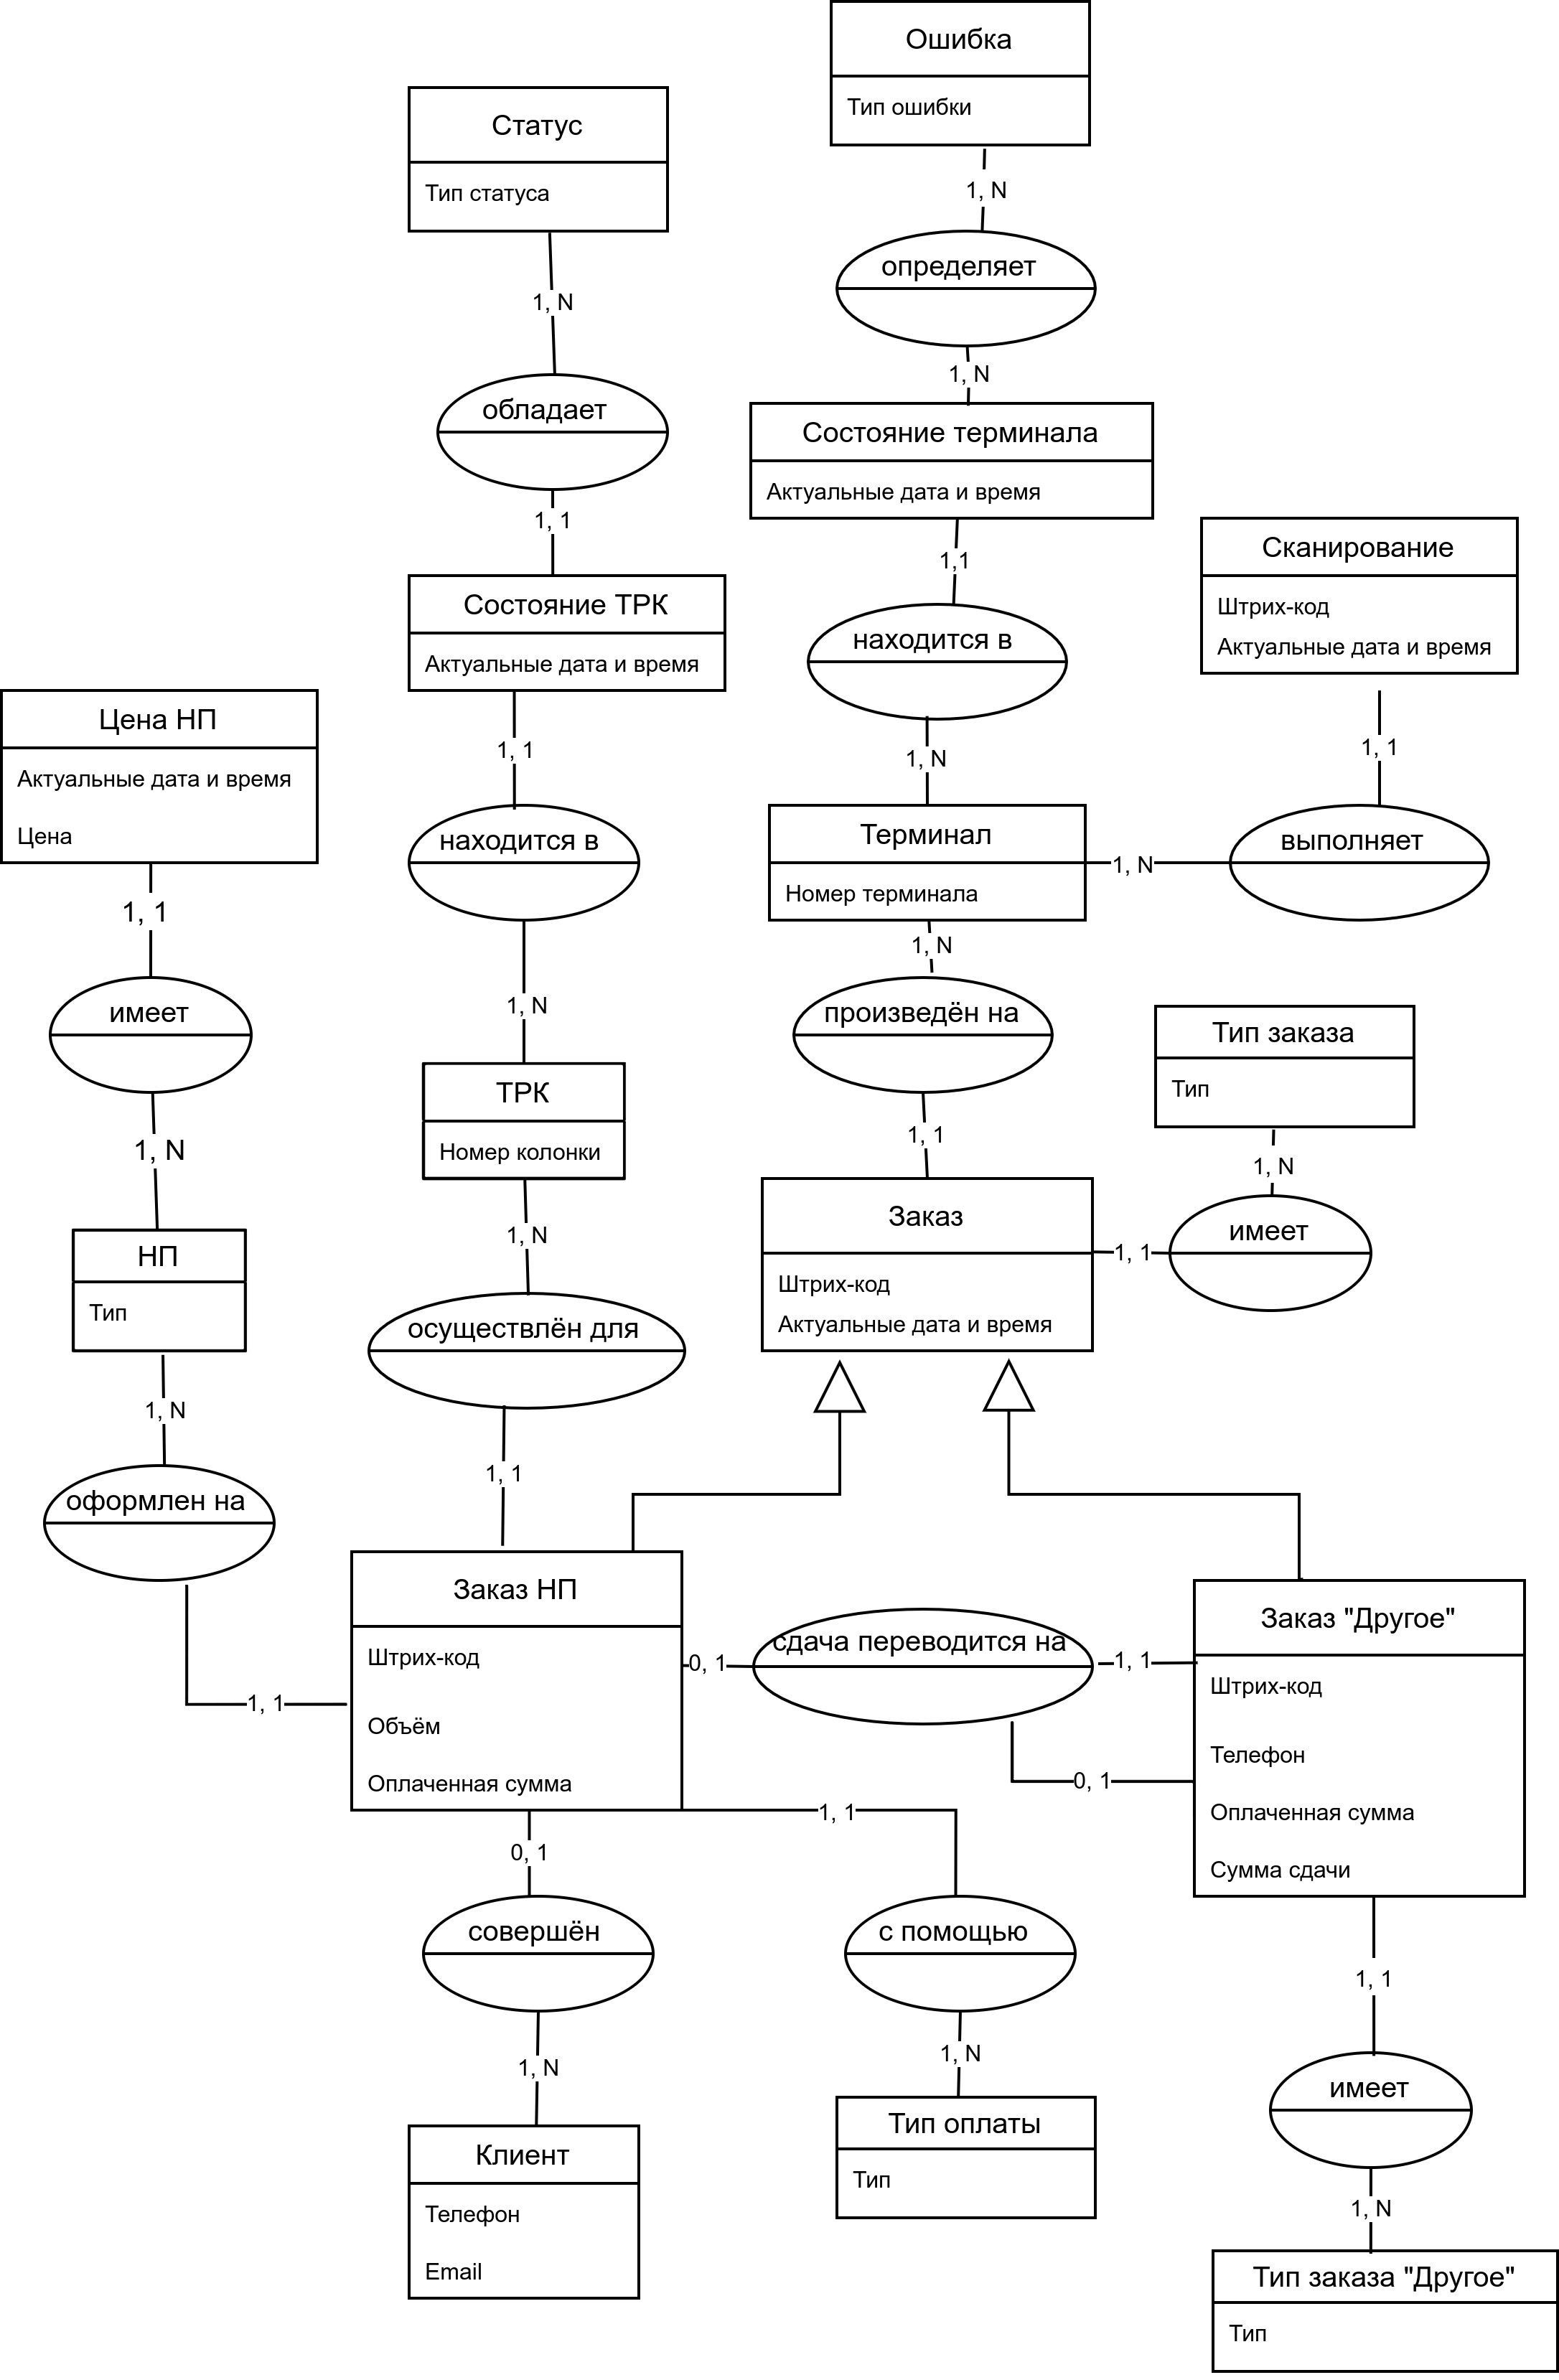 Ошибка
Тип ошибки
Статус
Тип статуса
1, N
определяет
1, N
1, N
обладает
1, 1
Состояние терминала
Актуальные дата и время
1,1
Сканирование
Штрих-код
Актуальные дата и время
1, 1
Состояние ТРК
Актуальные дата и время
1, 1
находится в
1, N
Цена НП
Актуальные дата и время
Цена
1, 1
находится в
1, N
Терминал
Номер терминала
1, N
выполняет
1, N
произведён на
1, 1
имеет
1, N
ТРК
Номер колонки
1, N
Тип заказа
Тип
1, N
НП
Тип
1, N
осуществлён для
1, 1
Заказ
Штрих-код
Актуальные дата и время
1, 1
имеет
оформлен на
1, 1
Заказ НП
Штрих-код
Объём
Оплаченная сумма
0, 1
сдача переводится на
1, 1
0, 1
Заказ "Другое"
Штрих-код
Телефон
Оплаченная сумма
Сумма сдачи
0, 1
1, 1
совершён
с помощью
1, 1
1, N
1, N
имеет
Клиент
Телефон
Email
Тип оплаты
Тип
1, N
Тип заказа "Другое"
Тип